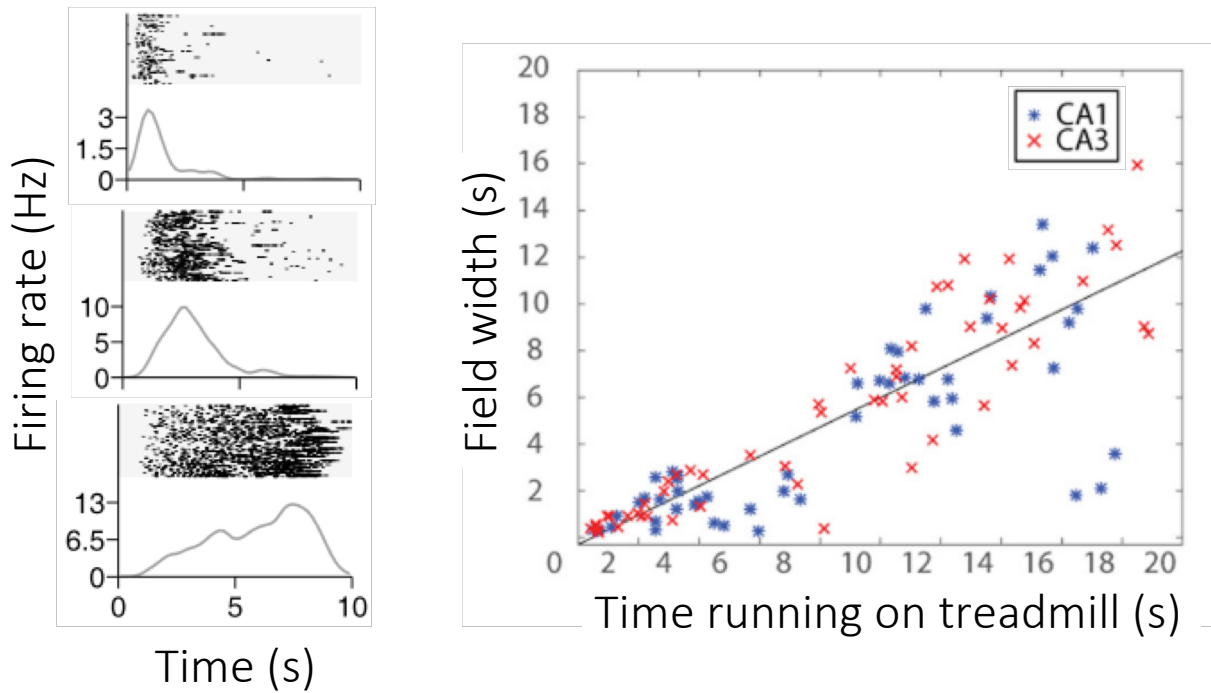 Firing rate (Hz)
3
1.5
0
10
5
0
13
6.5
0
0 5 10
Time (s)
Field width (s)
20
18
16
14
12
10
8
6
4
2
CA1
CA3
0 2 4 6 8 10 12 14 16 18 20
Time running on treadmill (s)